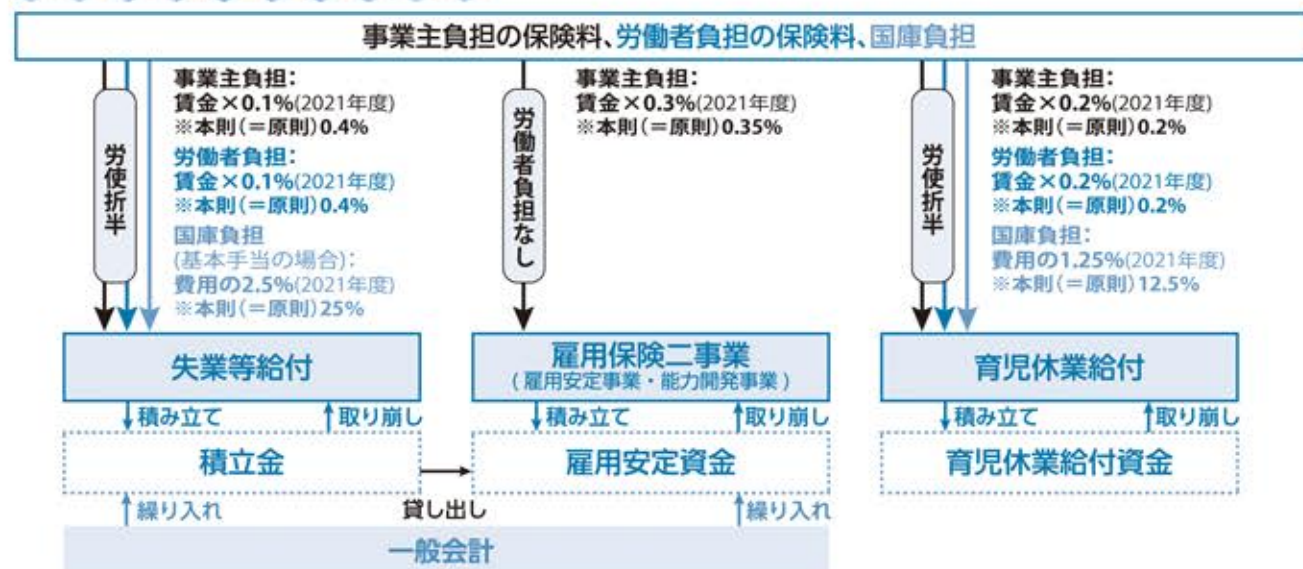 事業主負担の保険料、労働者負担の保険料、国庫負担
労使折半
事業主負担：
賃金×0.1%(2021年度)
※本則(＝原則)0.4%
労働者負担：
賃金×0.1%(2021年度)
※本則(＝原則)0.4%
国庫負担
(基本手当の場合)：
費用の2.5%(2021年度)
※本則(＝原則)25%
労働者負担なし
事業主負担：
賃金×0.3%(2021年度)
※本則(＝原則)0.35%
労使折半
事業主負担：
賃金×0.2%(2021年度)
※本則(＝原則)0.2%
労働者負担：
賃金×0.2%(2021年度)
※本則(＝原則)0.2%
国庫負担：
費用の1.25%(2021年度)
※本則(＝原則)12.5%
失業等給付
雇用保険二事業
(雇用安定事業・能力開発事業)
育児休業給付
積み立て
取り崩し
積み立て
取り崩し
積み立て
取り崩し
積立金
雇用安定資金
育児休業給付資金
繰り入れ
貸し出し
繰り入れ
一般会計